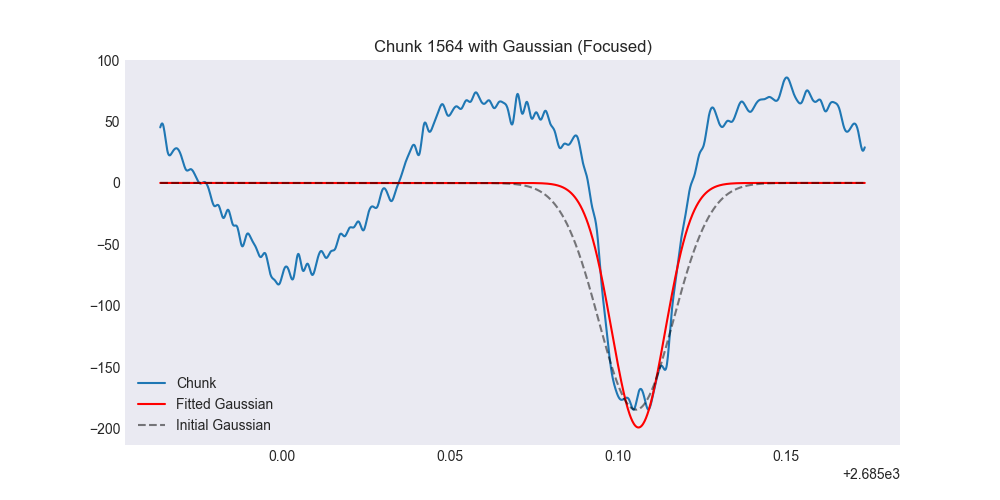 Chunk 1564 with Gaussian (Focused)
100
50
0
−50
−100
−150
−200
Chunk
Fitted Gaussian
Initial Gaussian
0.00 0.05 0.10 0.15
+2.685e3